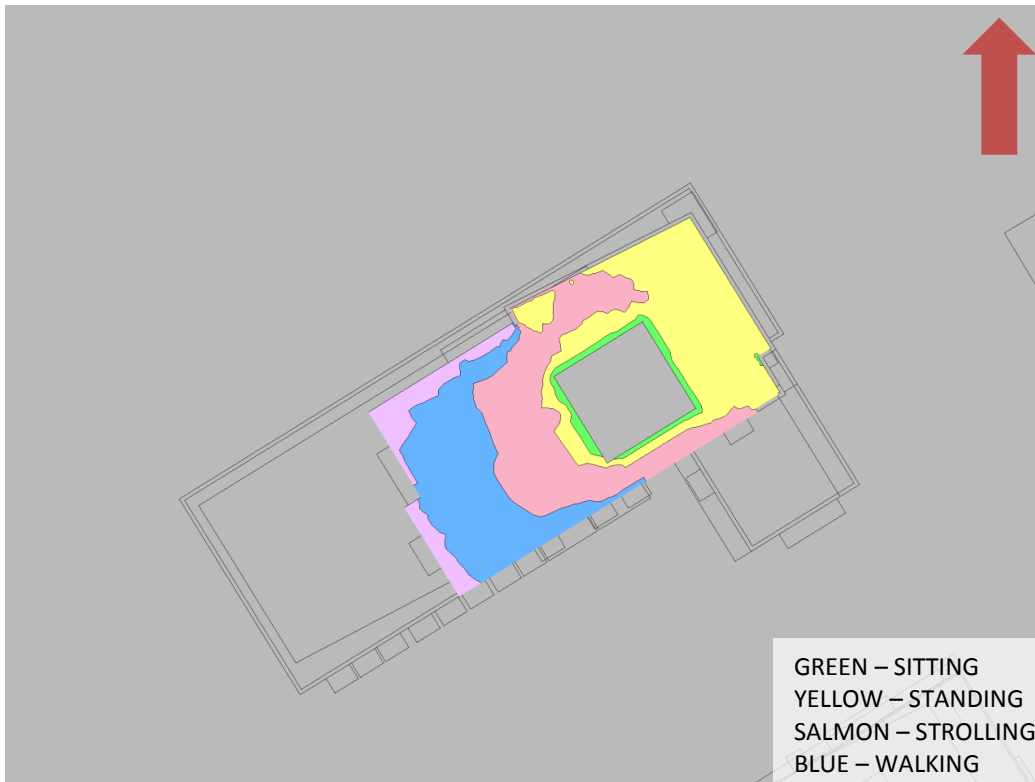 GREEN – SITTING
YELLOW – STANDING
SALMON – STROLLING
BLUE – WALKING